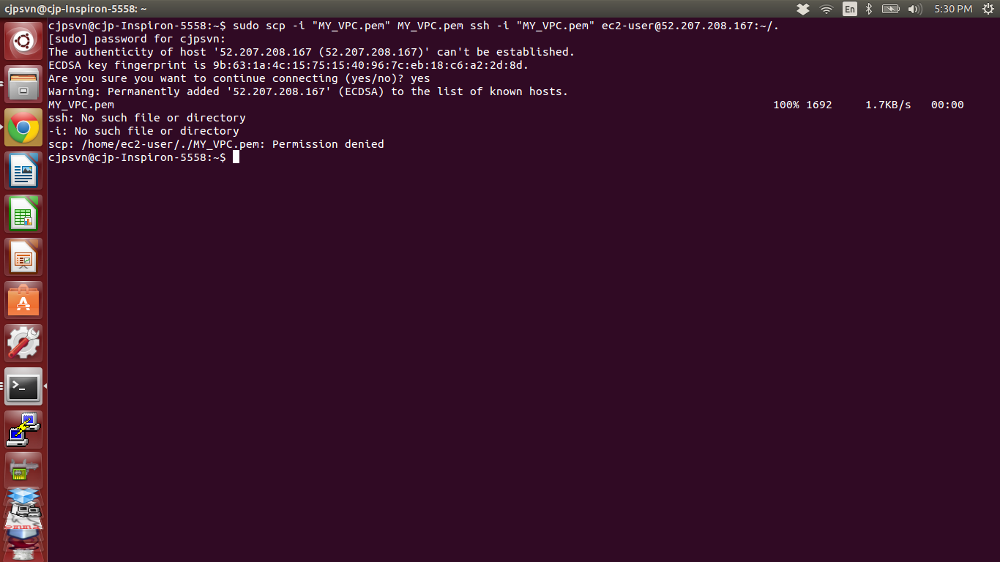 cjpsvn@cjp-Inspiron-5558: ~
En
5:30 PM
cjpsvn@cjp-Inspiron-5558:~$ sudo scp -i "MY_VPC.pem" MY_VPC.pem ssh -i "MY_VPC.pem" ec2-user@52.207.208.167:~/.
[sudo] password for cjpsvn:
The authenticity of host '52.207.208.167 (52.207.208.167)' can't be established.
ECDSA key fingerprint is 9b:63:1a:4c:15:75:15:40:96:7c:eb:18:c6:a2:2d:8d.
Are you sure you want to continue connecting (yes/no)? yes
Warning: Permanently added '52.207.208.167' (ECDSA) to the list of known hosts.
MY_VPC.pem 100% 1692 1.7KB/s 00:00
ssh: No such file or directory
-i: No such file or directory
scp: /home/ec2-user/./MY_VPC.pem: Permission denied
cjpsvn@cjp-Inspiron-5558:~$